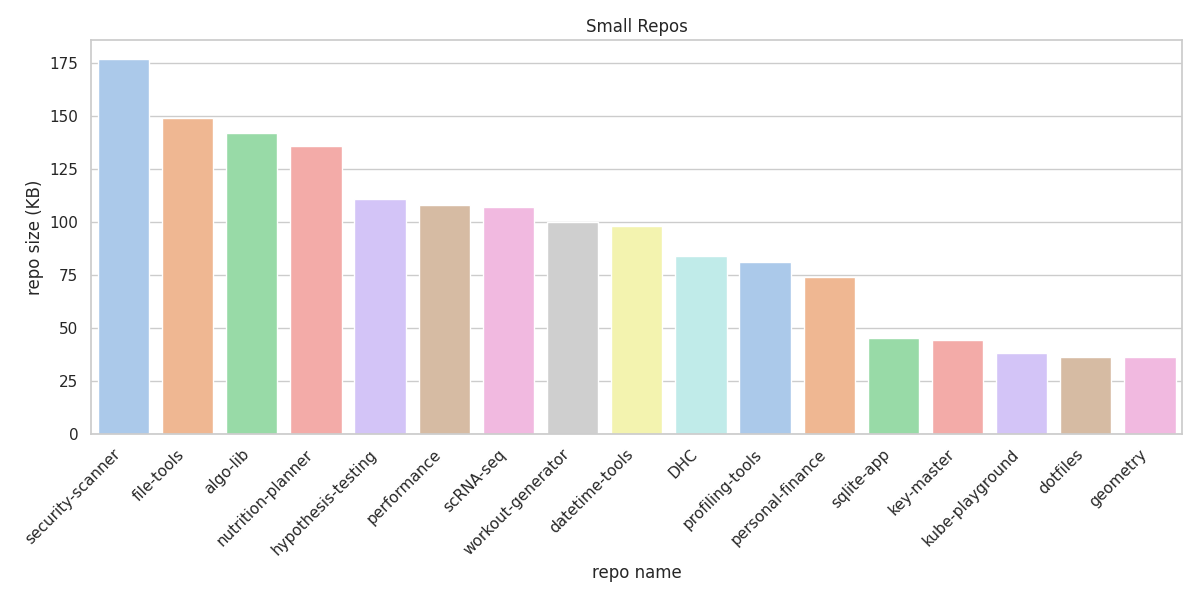 Small Repos
repo size (KB)
175
150
125
100
75
50
25
0
security-scanner
file-tools
algo-lib
nutrition-planner
hypothesis-testing
performance
scRNA-seq
workout-generator
datetime-tools
DHC
profiling-tools
personal-finance
sqlite-app
key-master
kube-playground
dotfiles
geometry
repo name